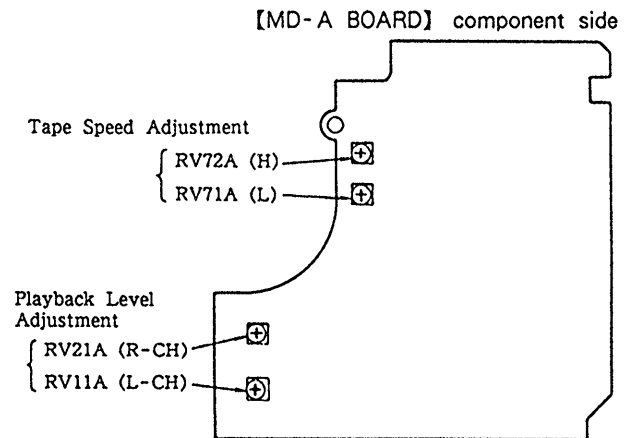 【MD-A BOARD】 component side
Tape Speed Adjustment
RV72A (H)
RV71A (L)
Playback Level
Adjustment
RV21A (R-CH)
RV11A (L-CH)